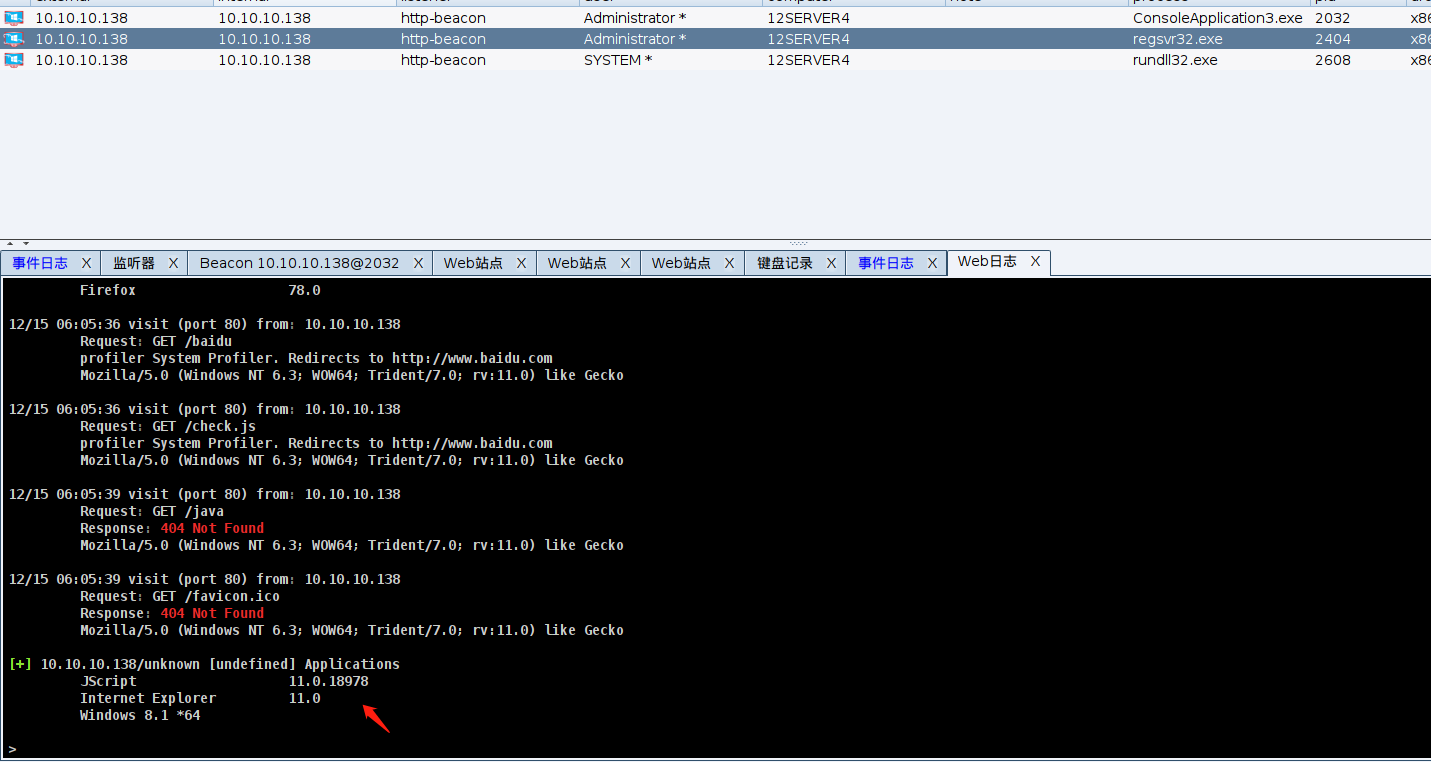 10.10.10.138 10.10.10.138 http-beacon Administrator * 12SERVER4 ConsoleApplication3.exe 2032
10.10.10.138 10.10.10.138 http-beacon Administrator * 12SERVER4 regsvr32.exe 2404
10.10.10.138 10.10.10.138 http-beacon SYSTEM * 12SERVER4 rundll32.exe 2608
事件日志 X 监听器 X Beacon 10.10.10.138@2032 X Web站点 X Web站点 X Web站点 X 键盘记录 X 事件日志 X Web日志 X
Firefox 78.0
12/15 06:05:36 visit (port 80) from: 10.10.10.138
Request: GET /baidu
profiler System Profiler. Redirects to http://www.baidu.com
Mozilla/5.0 (Windows NT 6.3; WOW64; Trident/7.0; rv:11.0) like Gecko
12/15 06:05:36 visit (port 80) from: 10.10.10.138
Request: GET /check.js
profiler System Profiler. Redirects to http://www.baidu.com
Mozilla/5.0 (Windows NT 6.3; WOW64; Trident/7.0; rv:11.0) like Gecko
12/15 06:05:39 visit (port 80) from: 10.10.10.138
Request: GET /java
Response: 404 Not Found
Mozilla/5.0 (Windows NT 6.3; WOW64; Trident/7.0; rv:11.0) like Gecko
12/15 06:05:39 visit (port 80) from: 10.10.10.138
Request: GET /favicon.ico
Response: 404 Not Found
Mozilla/5.0 (Windows NT 6.3; WOW64; Trident/7.0; rv:11.0) like Gecko
[+] 10.10.10.138/unknown [undefined] Applications
JScript 11.0.18978
Internet Explorer 11.0
Windows 8.1 *64
>